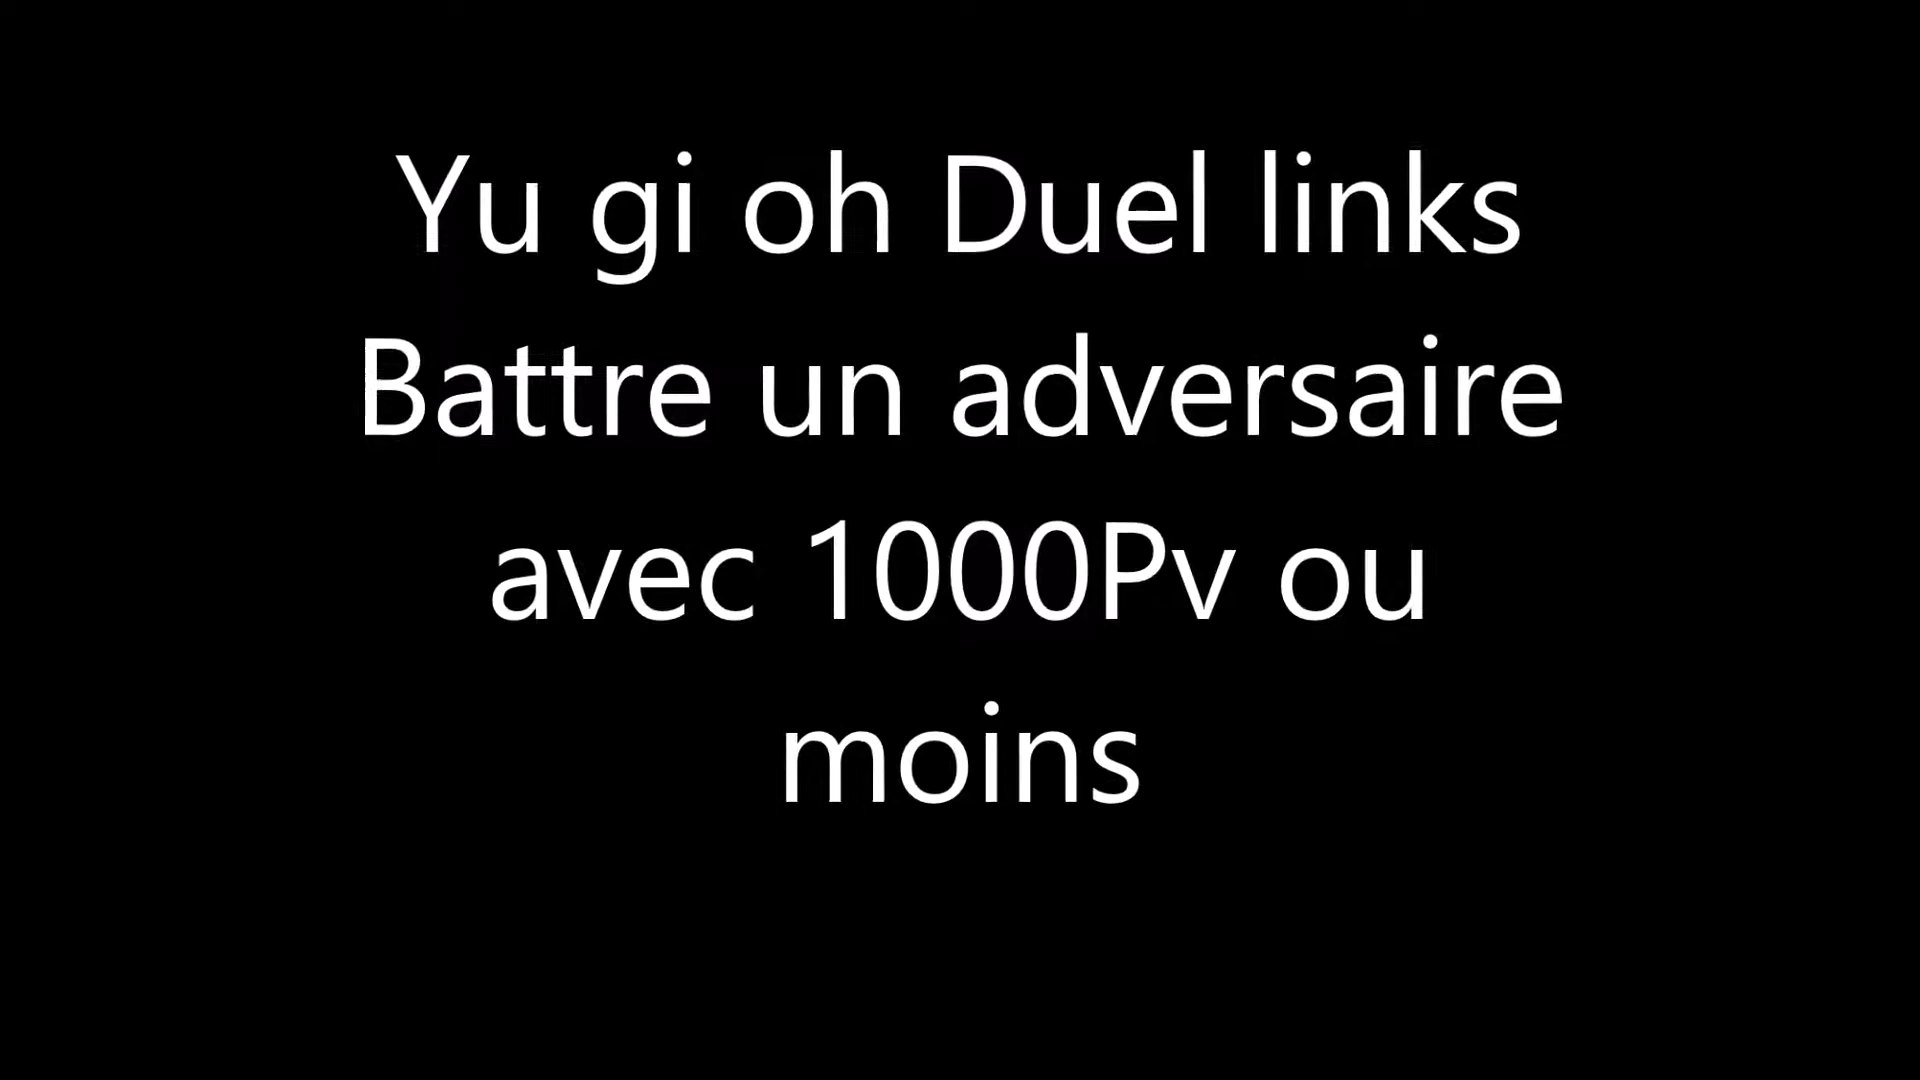 Yu gi oh Duel links
Battre un adversaire
avec 1000Pv ou
moins